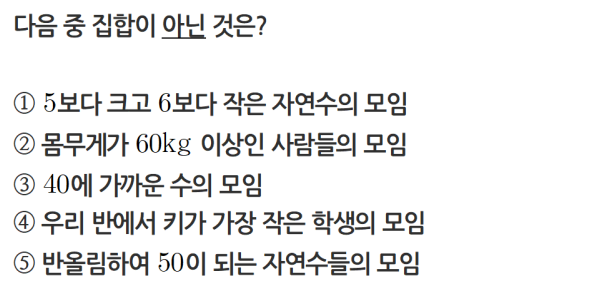 다음 중 집합이 아닌 것은?
① 5보다 크고 6보다 작은 자연수의 모임
② 몸무게가 60kg 이상인 사람들의 모임
③ 40에 가까운 수의 모임
④ 우리 반에서 키가 가장 작은 학생의 모임
⑤ 반올림하여 50이 되는 자연수들의 모임